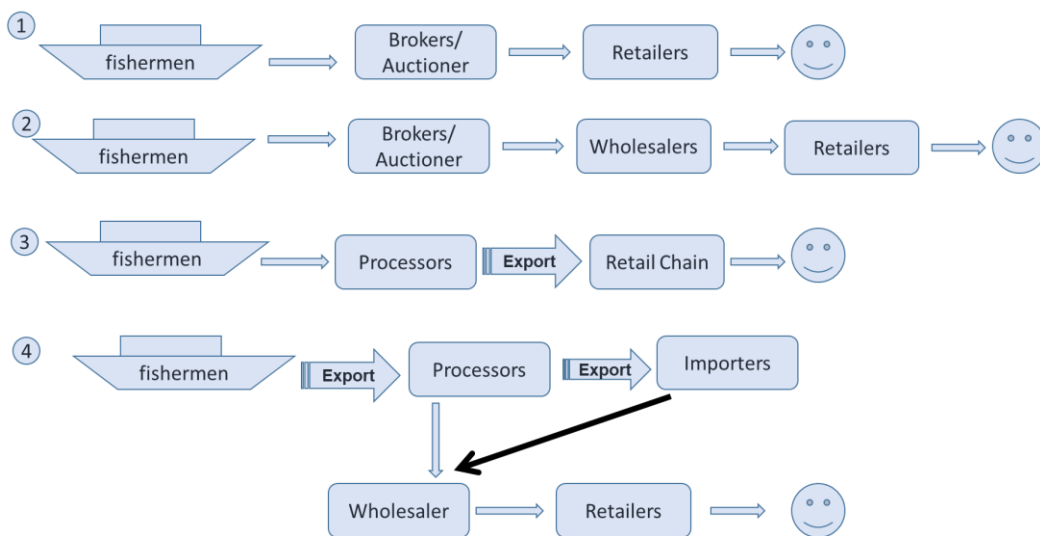 1
fishermen
Brokers/
Auctioner
Retailers
2
fishermen
Brokers/
Auctioner
Wholesalers
Retailers
3
fishermen
Processors
Export
Retail Chain
4
fishermen
Export
Processors
Export
Importers
Wholesaler
Retailers